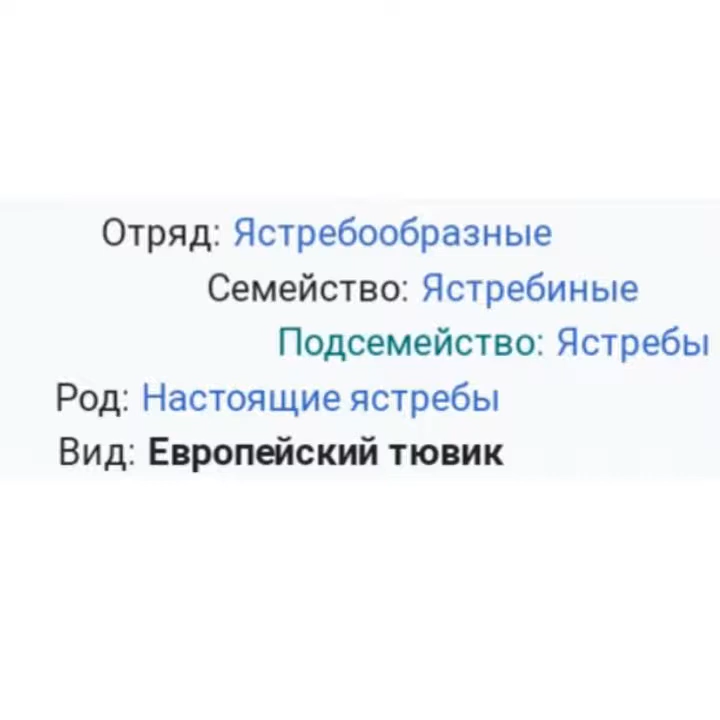 Отряд: Ястребообразные
Семейство: Ястребиные
Подсемейство: Ястребы
Род: Настоящие ястребы
Вид: Европейский тювик